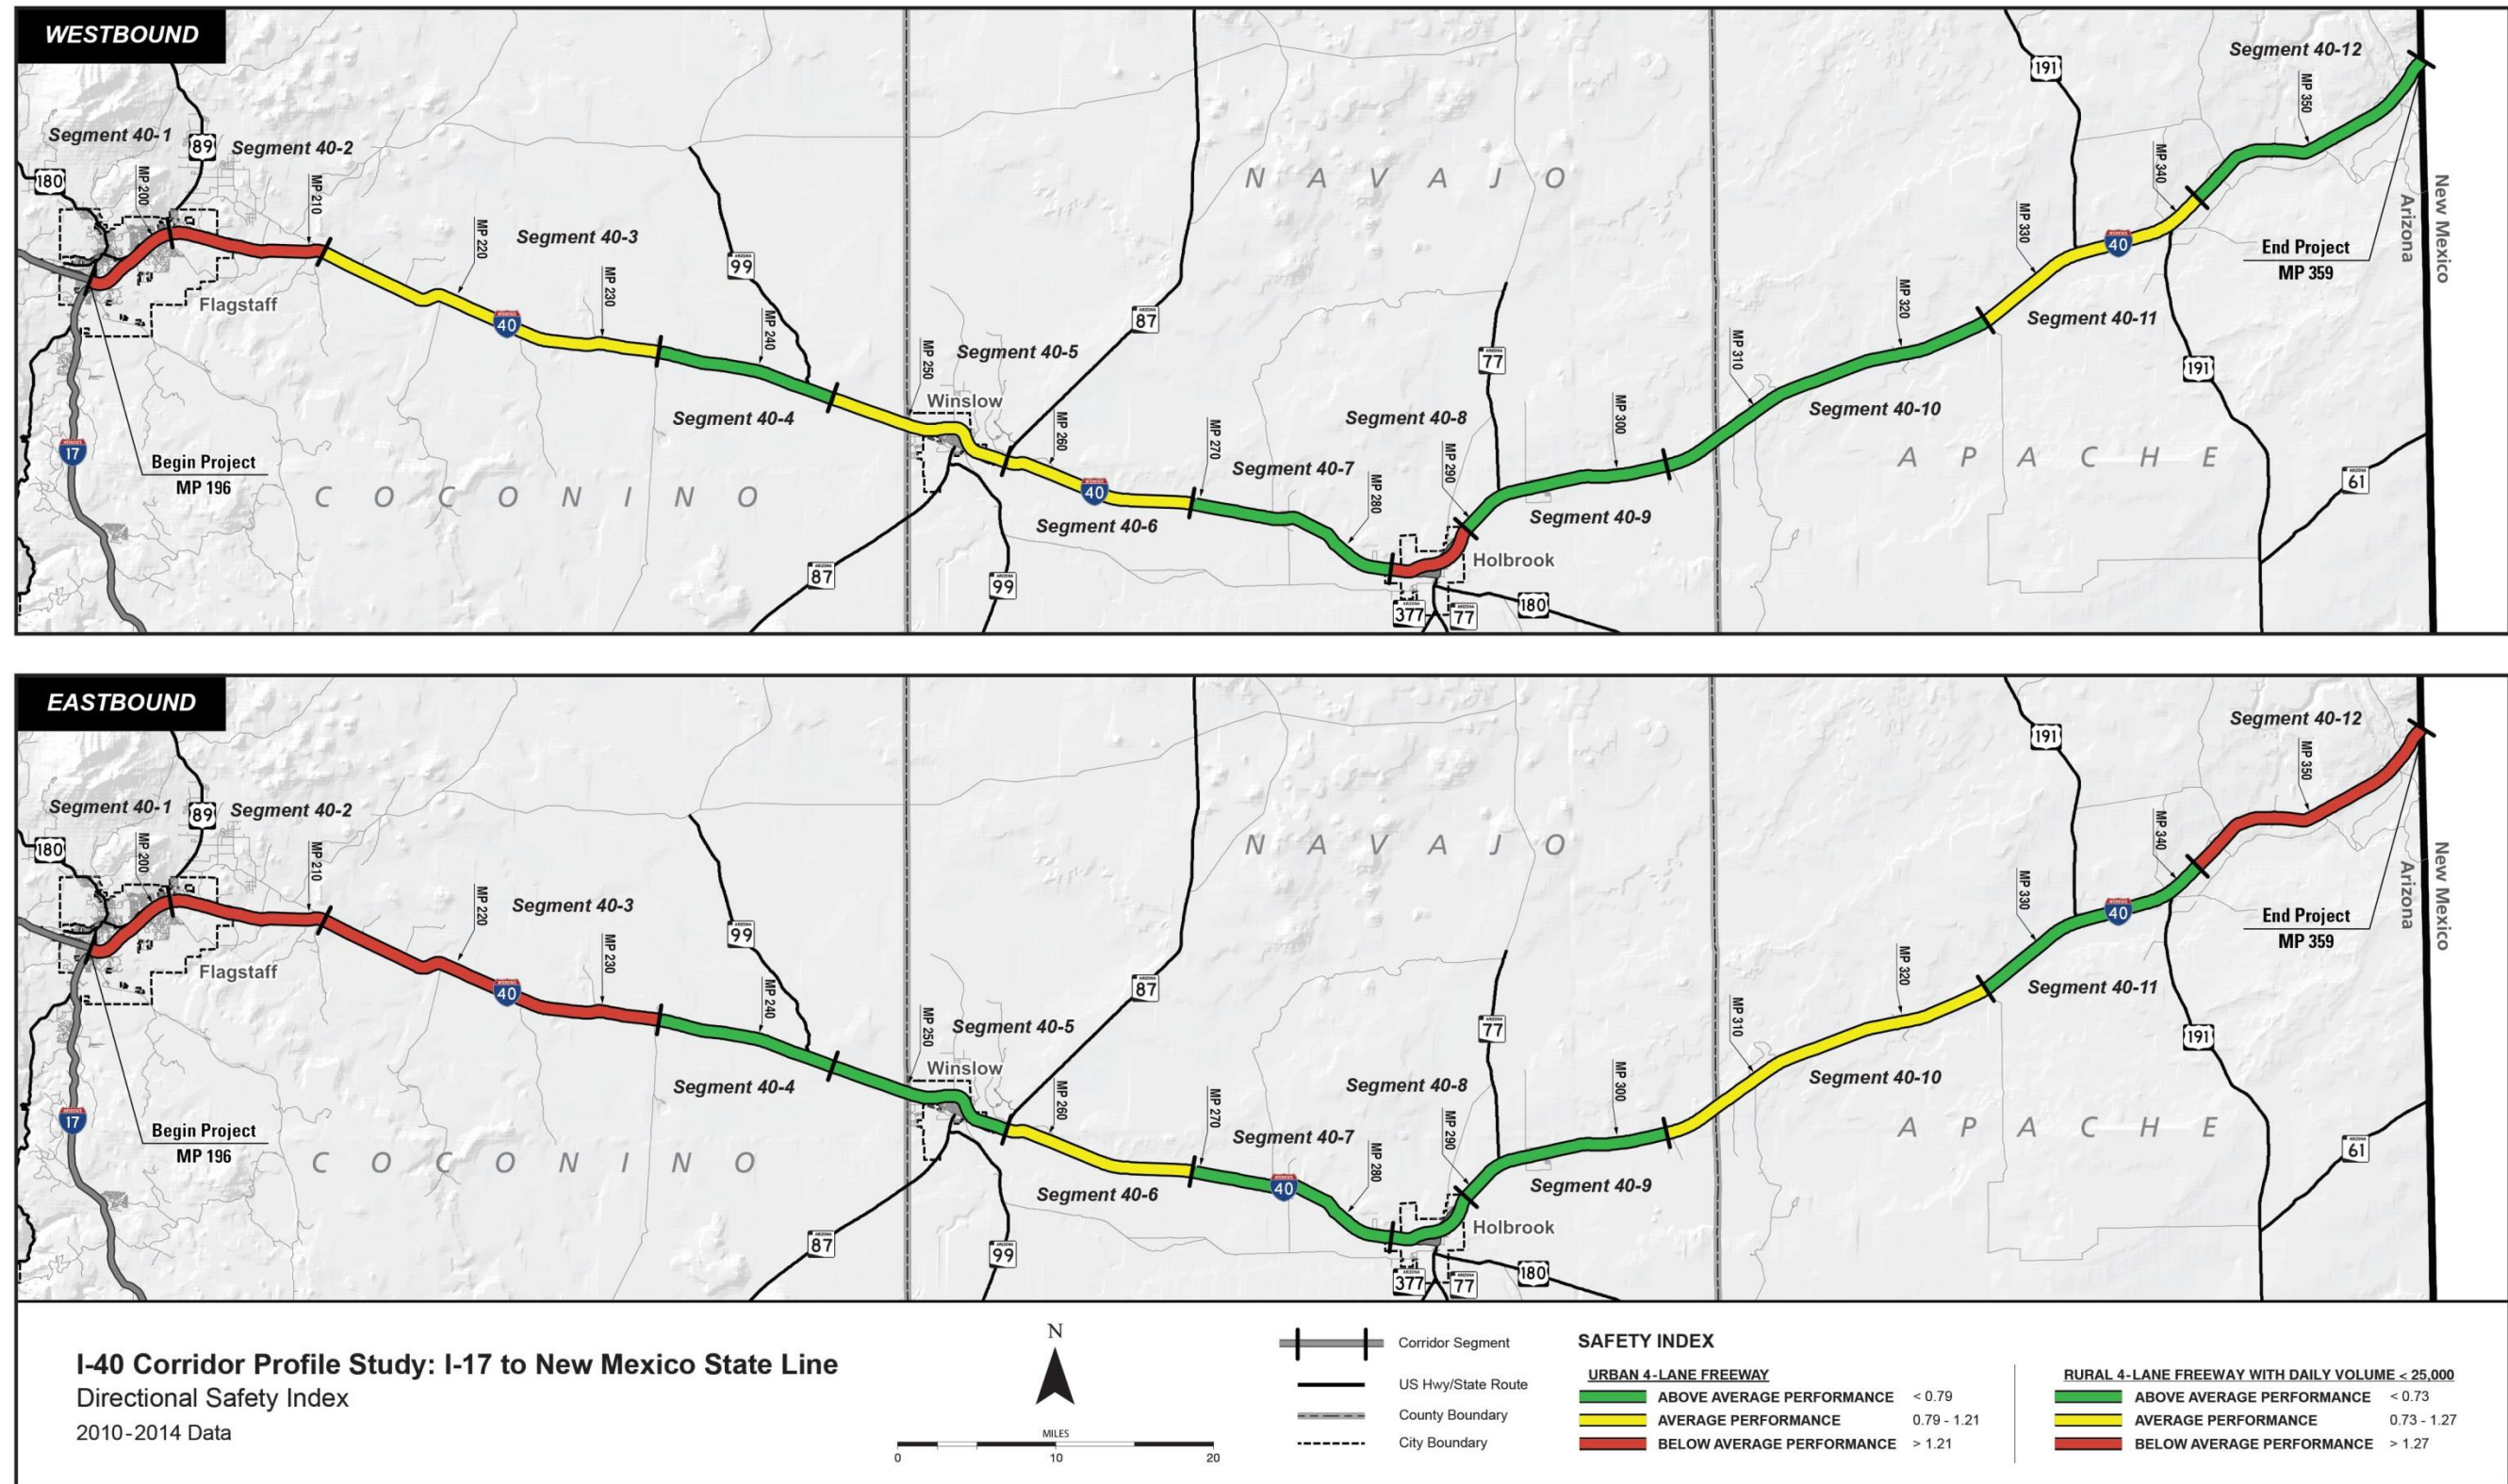 WESTBOUND
Segment 40-12
MP 350
191
Segment 40-1
89
Segment 40-2
180
MP 200
MP 210
MP 340
N A V A J O
New Mexico
Arizona
MP 220
Segment 40-3
MP 330
40
End Project
MP 359
99
MP 230
Flagstaff
40
MP 240
87
MP 320
Segment 40-11
MP 250
Segment 40-5
MP 310
77
191
Winslow
Segment 40-4
Segment 40-8
MP 300
Segment 40-10
17
MP 260
MP 270
MP 290
Begin Project
MP 196
Segment 40-7
A P A C H E
C O C O N I N O
40
MP 280
61
Segment 40-6
Segment 40-9
87
99
Holbrook
377
77
180
EASTBOUND
Segment 40-12
191
MP 350
Segment 40-1
89
Segment 40-2
180
MP 200
MP 210
N A V A J O
MP 340
New Mexico
Arizona
MP 220
Segment 40-3
MP 330
40
End Project
MP 359
99
MP 230
Flagstaff
40
MP 240
87
MP 320
Segment 40-11
MP 250
Segment 40-5
MP 310
77
191
Winslow
Segment 40-4
Segment 40-8
MP 300
Segment 40-10
17
MP 260
MP 270
MP 290
Begin Project
MP 196
Segment 40-7
A P A C H E
C O C O N I N O
MP 280
40
61
Segment 40-6
Segment 40-9
Holbrook
87
99
377
77
180
I-40 Corridor Profile Study: I-17 to New Mexico State Line
Directional Safety Index
2010-2014 Data
N
MILES
0 10 20
Corridor Segment
US Hwy/State Route
County Boundary
City Boundary
SAFETY INDEX
URBAN 4-LANE FREEWAY
ABOVE AVERAGE PERFORMANCE < 0.79
AVERAGE PERFORMANCE 0.79 - 1.21
BELOW AVERAGE PERFORMANCE > 1.21
RURAL 4-LANE FREEWAY WITH DAILY VOLUME < 25,000
ABOVE AVERAGE PERFORMANCE < 0.73
AVERAGE PERFORMANCE 0.73 - 1.27
BELOW AVERAGE PERFORMANCE > 1.27